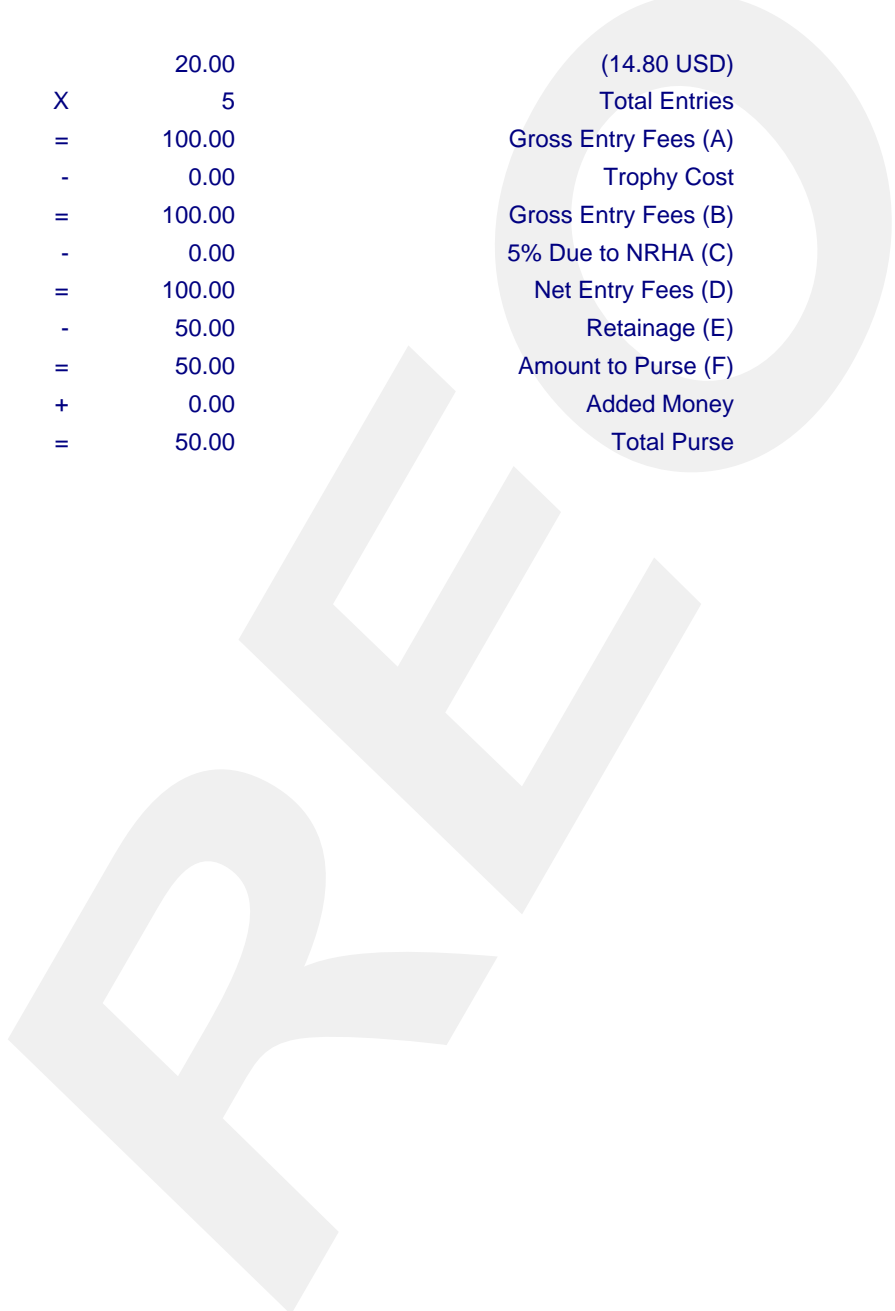 20.00 (14.80 USD)
X 5 Total Entries
= 100.00 Gross Entry Fees (A)
- 0.00 Trophy Cost
= 100.00 Gross Entry Fees (B)
- 0.00 5% Due to NRHA (C)
= 100.00 Net Entry Fees (D)
- 50.00 Retainage (E)
= 50.00 Amount to Purse (F)
+ 0.00 Added Money
= 50.00 Total Purse
REO